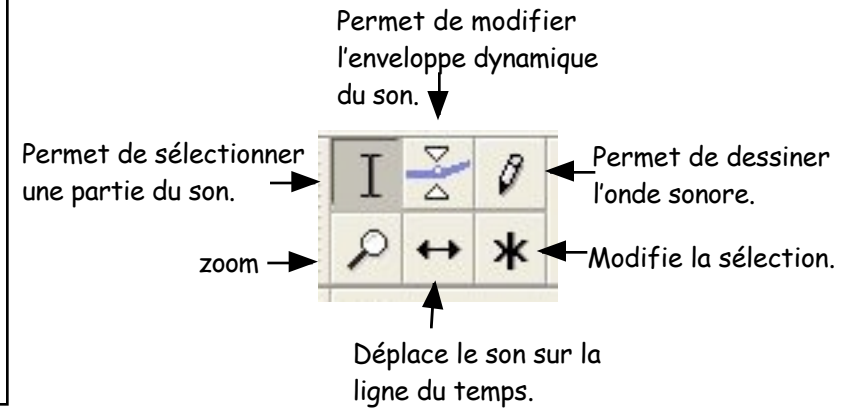 Permet de modifier
l'enveloppe dynamique
du son.
Permet de sélectionner
une partie du son.
Permet de dessiner
l'onde sonore.
zoom
Modifie la sélection.
Déplace le son sur la
ligne du temps.